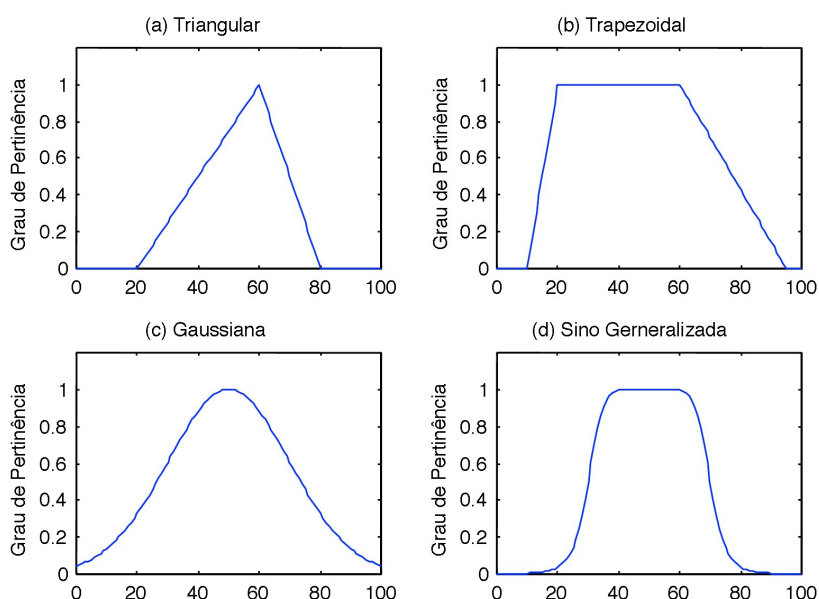 (a) Triangular
Grau de Pertinência
1
0.8
0.6
0.4
0.2
0
0 20 40 60 80 100
(b) Trapezoidal
Grau de Pertinência
1
0.8
0.6
0.4
0.2
0
0 20 40 60 80 100
(c) Gaussiana
Grau de Pertinência
1
0.8
0.6
0.4
0.2
0
0 20 40 60 80 100
(d) Sino Gerneralizada
Grau de Pertinência
1
0.8
0.6
0.4
0.2
0
0 20 40 60 80 100